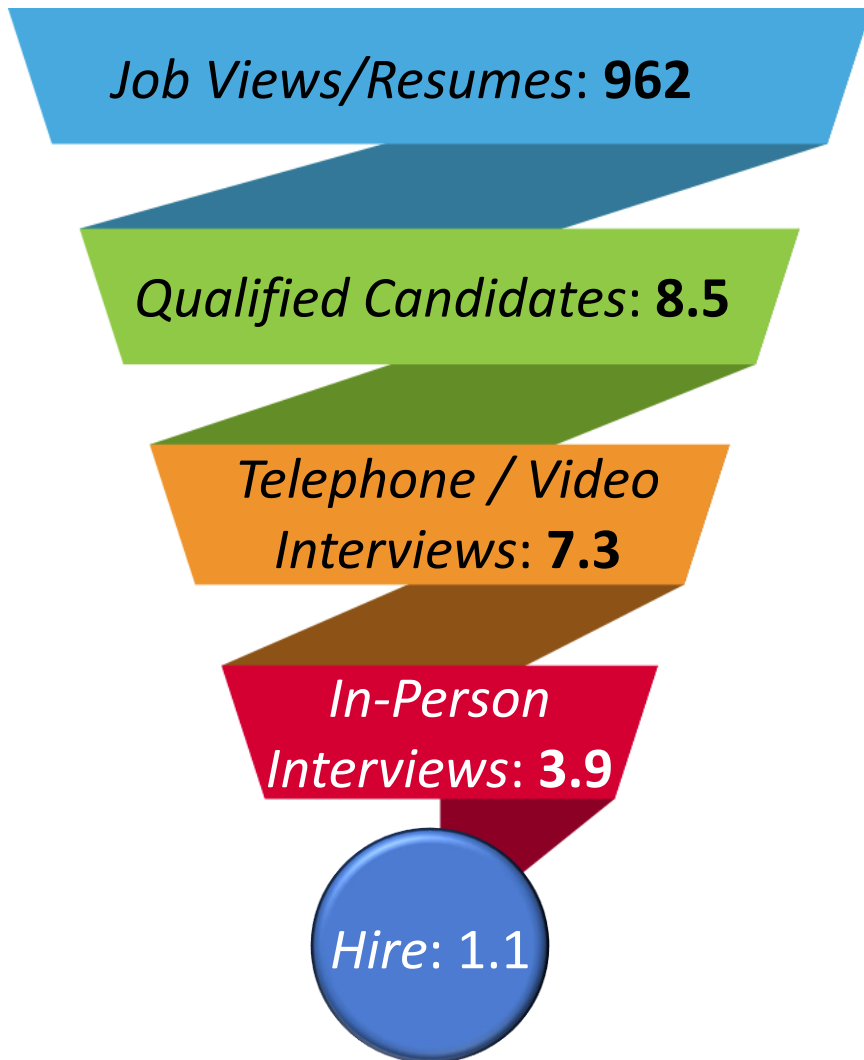 Job Views/Resumes: 962
Qualified Candidates: 8.5
Telephone / Video
Interviews: 7.3
In-Person
Interviews: 3.9
Hire: 1.1